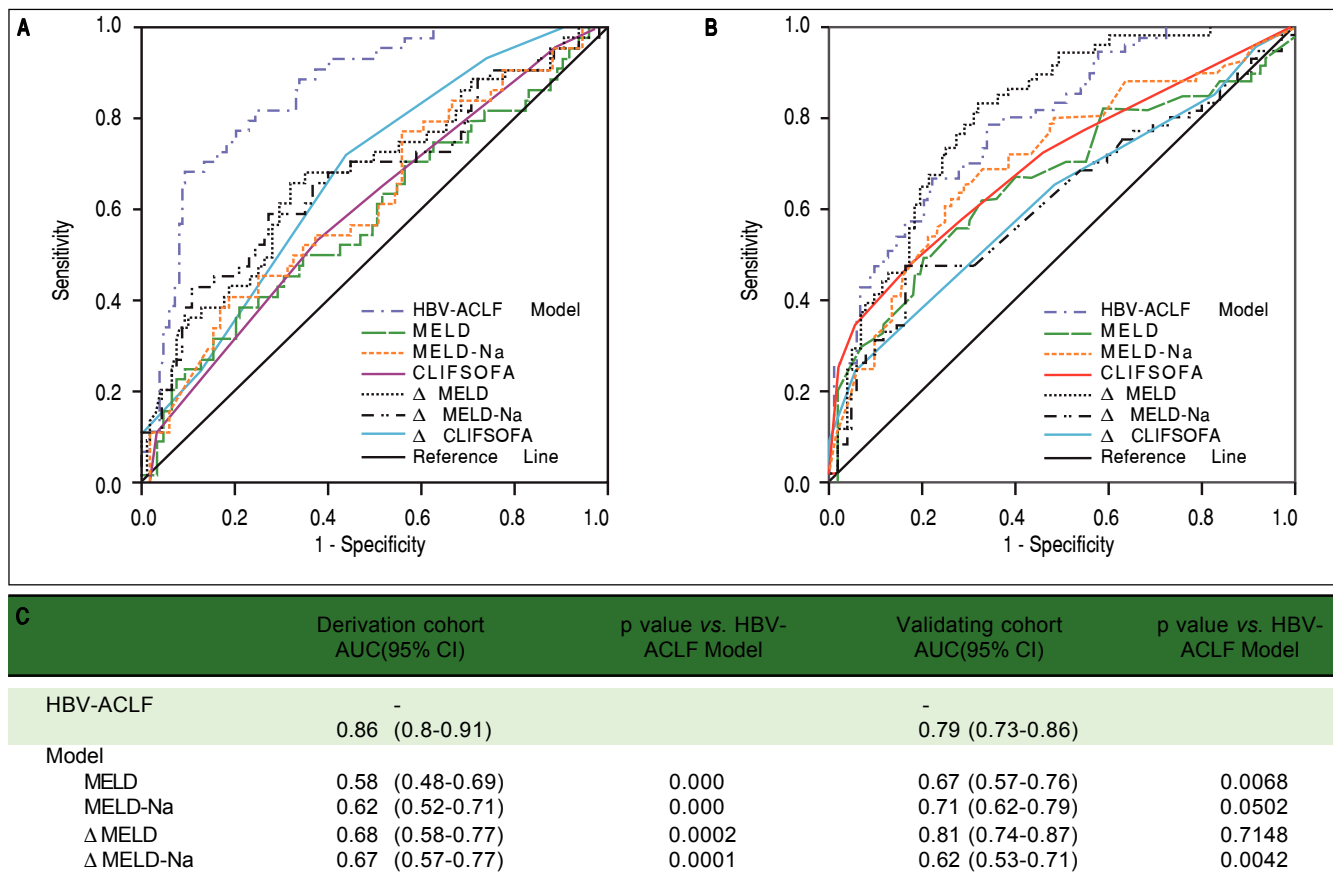 A
1.0
0.8
0.6
0.4
0.2
0.0
Sensitivity
HBV-ACLF Model
MELD
MELD-Na
CLIFSOFA
Δ MELD
Δ MELD-Na
Δ CLIFSOFA
Reference Line
0.0 0.2 0.4 0.6 0.8 1.0
1 - Specificity
B
1.0
0.8
0.6
0.4
0.2
0.0
Sensitivity
HBV-ACLF Model
MELD
MELD-Na
CLIFSOFA
Δ MELD
Δ MELD-Na
Δ CLIFSOFA
Reference Line
0.0 0.2 0.4 0.6 0.8 1.0
1 - Specificity
C
Derivation cohort AUC(95% CI)
p value vs. HBV-ACLF Model
Validating cohort AUC(95% CI)
p value vs. HBV-ACLF Model
HBV-ACLF - -
0.86 (0.8-0.91) 0.79 (0.73-0.86)
Model
MELD 0.58 (0.48-0.69) 0.000 0.67 (0.57-0.76) 0.0068
MELD-Na 0.62 (0.52-0.71) 0.000 0.71 (0.62-0.79) 0.0502
Δ MELD 0.68 (0.58-0.77) 0.0002 0.81 (0.74-0.87) 0.7148
Δ MELD-Na 0.67 (0.57-0.77) 0.0001 0.62 (0.53-0.71) 0.0042